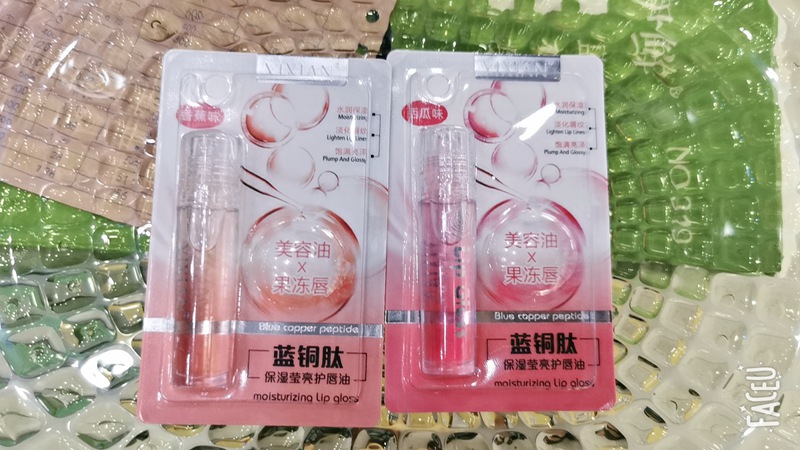 VIXIAN
香蕉味
水润保湿
Moisturizing
淡化唇纹
Lighten Lip Lines
饱满亮泽
Plump And Glossy
美容油
x
果冻唇
Blue copper peptide
蓝铜肽
保湿莹亮护唇油
moisturizing Lip gloss
VIXIAN
西瓜味
水润保湿
Moisturizing
淡化唇纹
Lighten Lip Lines
饱满亮泽
Plump And Glossy
美容油
x
果冻唇
Blue copper peptide
蓝铜肽
保湿莹亮护唇油
moisturizing Lip gloss
NO.319
FACEU